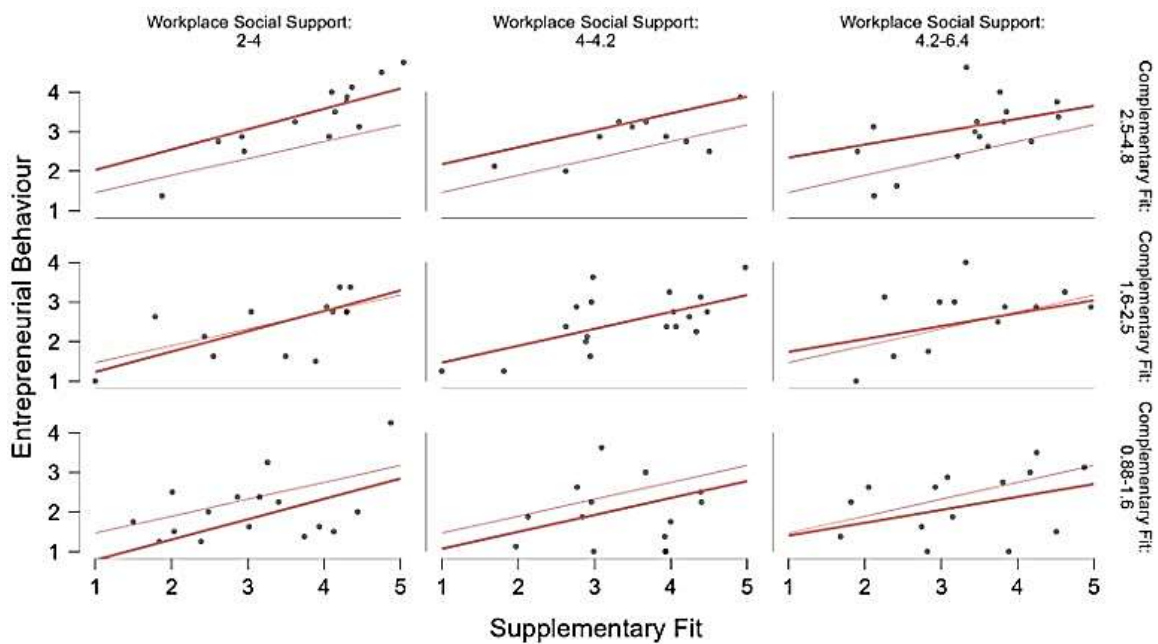 Workplace Social Support:
2-4
Workplace Social Support:
4-4.2
Workplace Social Support:
4.2-6.4
Entrepreneurial Behaviour
4
3
2
1
Complementary Fit:
2.5-4.8
4
3
2
1
Complementary Fit:
1.6-2.5
4
3
2
1
Complementary Fit:
0.88-1.6
1 2 3 4 5
1 2 3 4 5
1 2 3 4 5
Supplementary Fit